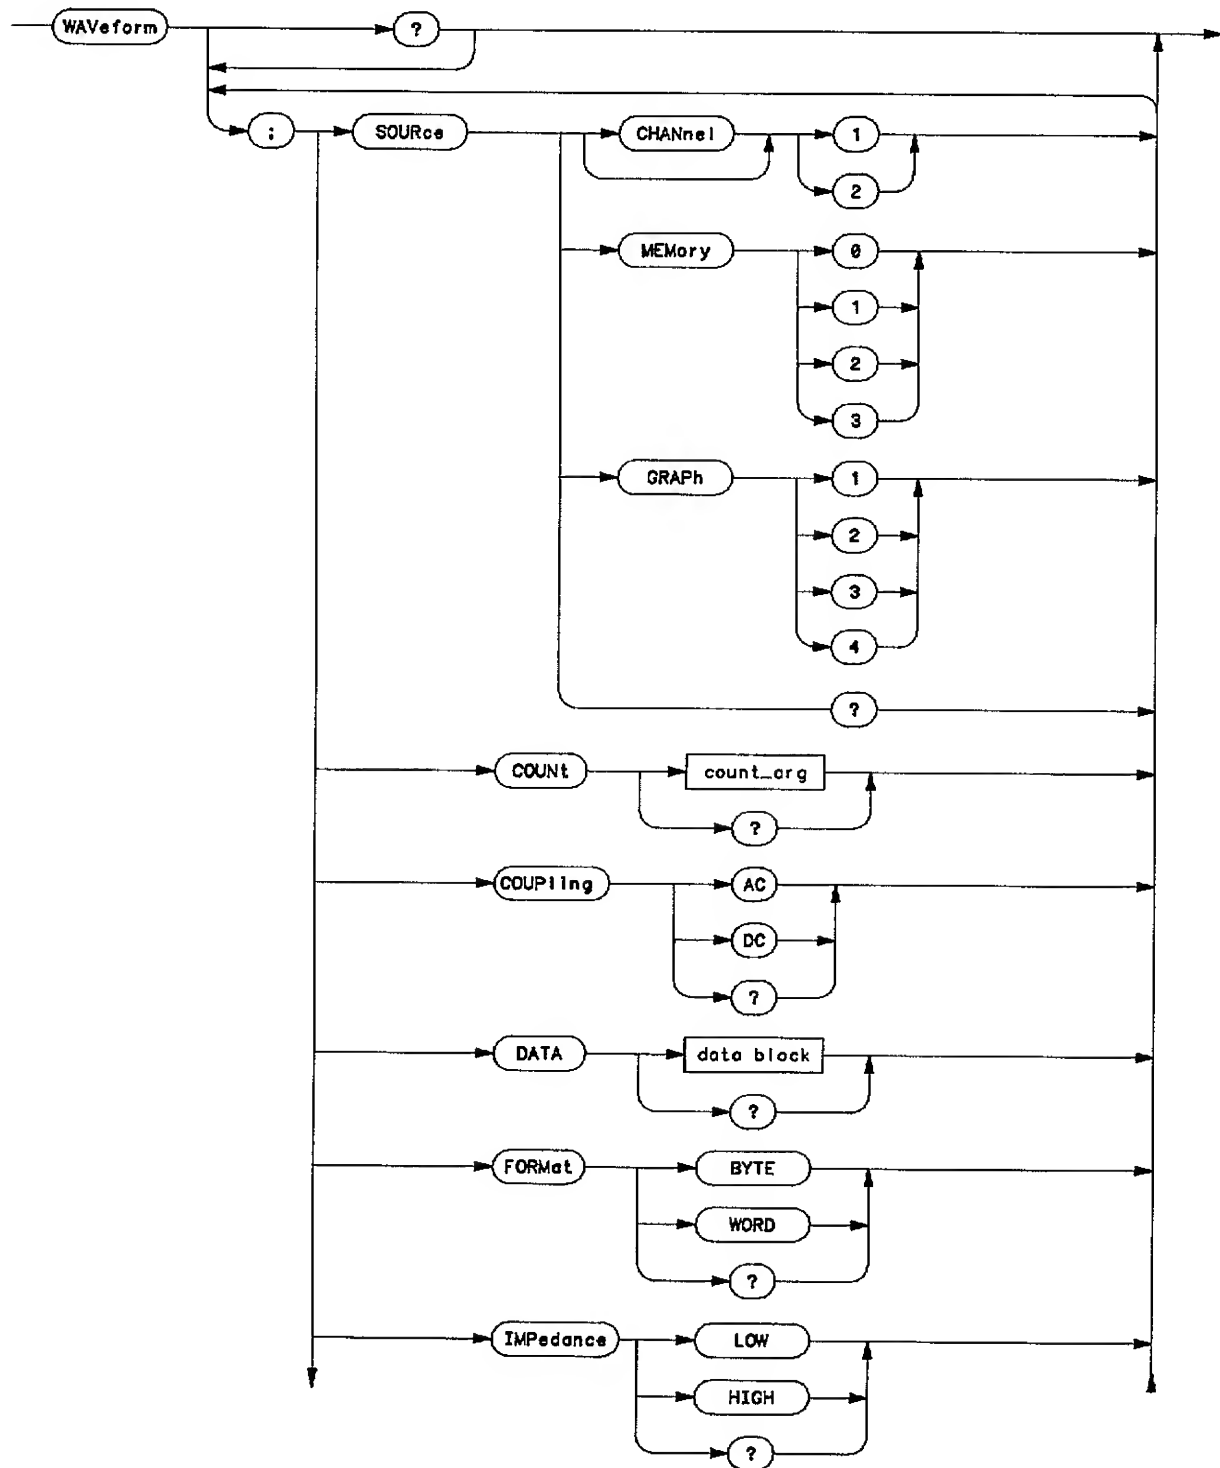 WAVeform ?
; SOURce CHANnel 1
2
MEMory 0
1
2
3
GRAPh 1
2
3
4
?
COUNt count_arg
?
COUPling AC
DC
?
DATA data block
?
FORMat BYTE
WORD
?
IMPedance LOW
HIGH
?